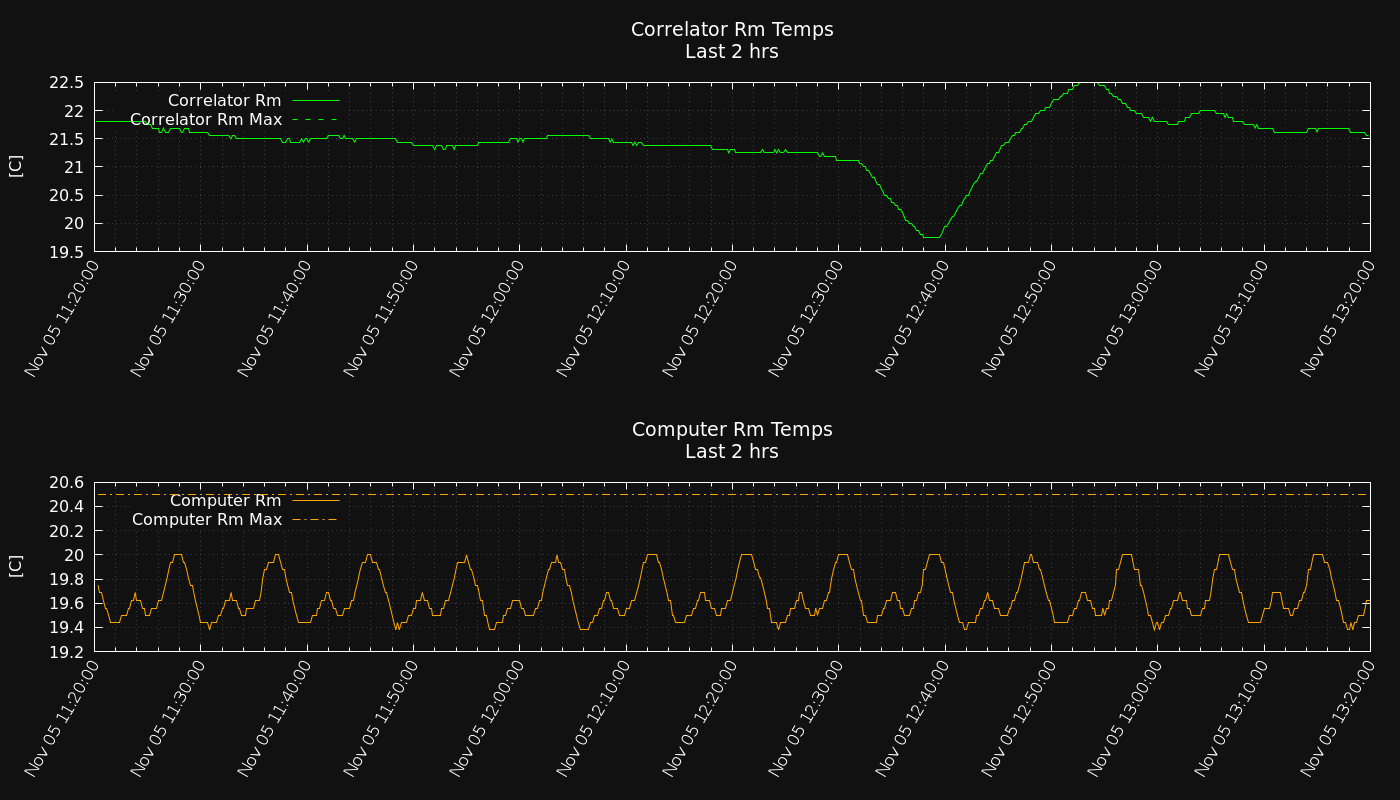 Correlator Rm Temps
Last 2 hrs
Correlator Rm
Correlator Rm Max
[C]
22.5
22
21.5
21
20.5
20
19.5
Nov 05 11:20:00
Nov 05 11:30:00
Nov 05 11:40:00
Nov 05 11:50:00
Nov 05 12:00:00
Nov 05 12:10:00
Nov 05 12:20:00
Nov 05 12:30:00
Nov 05 12:40:00
Nov 05 12:50:00
Nov 05 13:00:00
Nov 05 13:10:00
Nov 05 13:20:00
Computer Rm Temps
Last 2 hrs
Computer Rm
Computer Rm Max
[C]
20.6
20.4
20.2
20
19.8
19.6
19.4
19.2
Nov 05 11:20:00
Nov 05 11:30:00
Nov 05 11:40:00
Nov 05 11:50:00
Nov 05 12:00:00
Nov 05 12:10:00
Nov 05 12:20:00
Nov 05 12:30:00
Nov 05 12:40:00
Nov 05 12:50:00
Nov 05 13:00:00
Nov 05 13:10:00
Nov 05 13:20:00